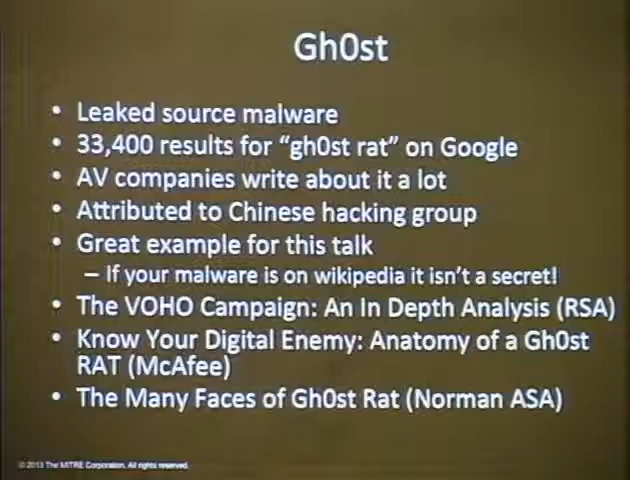 Gh0st
• Leaked source malware
• 33,400 results for "gh0st rat" on Google
• AV companies write about it a lot
• Attributed to Chinese hacking group
• Great example for this talk
– If your malware is on wikipedia it isn't a secret!
• The VOHO Campaign: An In Depth Analysis (RSA)
• Know Your Digital Enemy: Anatomy of a Gh0st
RAT (McAfee)
• The Many Faces of Gh0st Rat (Norman ASA)
© 2013 The MITRE Corporation. All rights reserved.